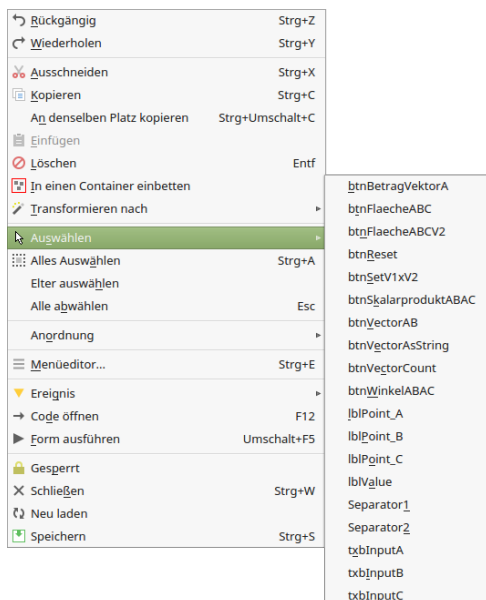 Rückgängig Strg+Z
Wiederholen Strg+Y
Ausschneiden Strg+X
Kopieren Strg+C
An denselben Platz kopieren Strg+Umschalt+C
Einfügen
Löschen Entf
In einen Container einbetten
Transformieren nach
Auswählen
Alles Auswählen Strg+A
Elter auswählen
Alle abwählen Esc
Anordnung
Menüeditor... Strg+E
Ereignis
Code öffnen F12
Form ausführen Umschalt+F5
Gesperrt
Schließen Strg+W
Neu laden
Speichern Strg+S
btnBetragVektorA
btnFlaecheABC
btnFlaecheABCV2
btnReset
btnSetV1xV2
btnSkalarproduktABAC
btnVectorAB
btnVectorAsString
btnVectorCount
btnWinkelABAC
lblPoint_A
lblPoint_B
lblPoint_C
lblValue
Separator1
Separator2
txbInputA
txbInputB
txbInputC